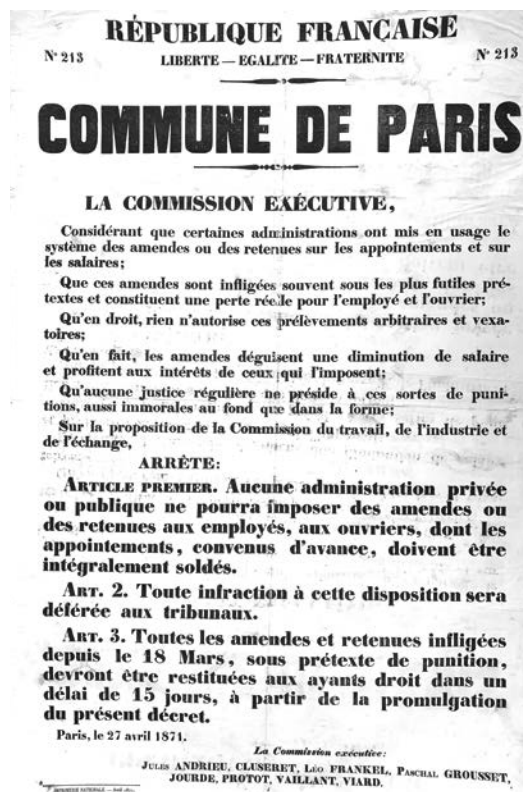 RÉPUBLIQUE FRANÇAISE
Nº 213 LIBERTE — EGALITE — FRATERNITE Nº 213
COMMUNE DE PARIS
LA COMMISSION EXÉCUTIVE,
Considérant que certaines administrations ont mis en usage le
système des amendes ou des retenues sur les appointements et sur
les salaires;
Que ces amendes sont infligées souvent sous les plus futiles pré-
textes et constituent une perte réelle pour l'employé et l'ouvrier;
Qu'en droit, rien n'autorise ces prélèvements arbitraires et vexa-
toires;
Qu'en fait, les amendes déguisent une diminution de salaire
et profitent aux intérêts de ceux qui l'imposent;
Qu'aucune justice régulière ne préside à ces sortes de puni-
tions, aussi immorales au fond que dans la forme;
Sur la proposition de la Commission du travail, de l'industrie et
de l'échange,
ARRÊTE:
ARTICLE PREMIER. Aucune administration privée
ou publique ne pourra imposer des amendes ou
des retenues aux employés, aux ouvriers, dont les
appointements, convenus d'avance, doivent être
intégralement soldés.
ART. 2. Toute infraction à cette disposition sera
déférée aux tribunaux.
ART. 3. Toutes les amendes et retenues infligées
depuis le 18 Mars, sous prétexte de punition,
devront être restituées aux ayants droit dans un
délai de 15 jours, à partir de la promulgation
du présent décret.
Paris, le 27 avril 1871.
La Commission exécutive:
JULES ANDRIEU, CLUSERET, LÉO FRANKEL, PASCHAL GROUSSET,
JOURDE, PROTOT, VAILLANT, VIARD.
IMPRIMERIE NATIONALE —